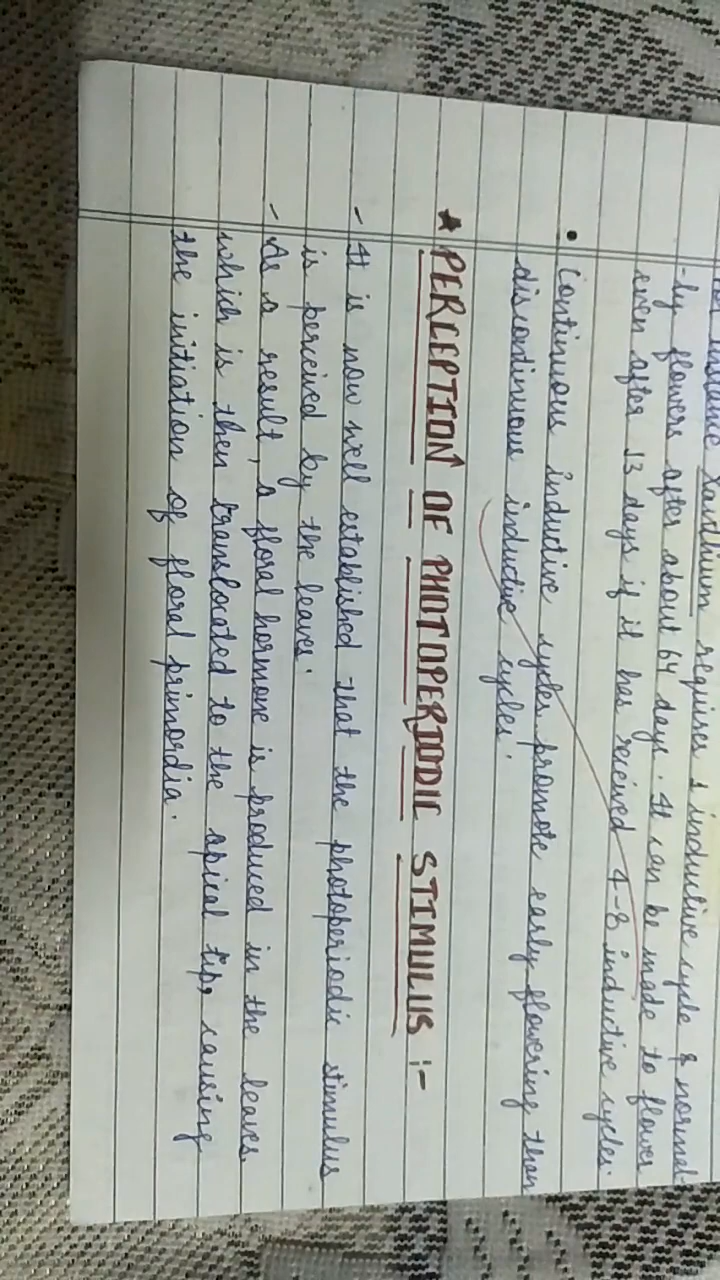 instance Xanthium requires 1 inductive cycle & normal-
-ly flowers after about 64 days. It can be made to flower
even after 13 days if it has received 4-8 inductive cycles.
• Continuous inductive cycles promote early flowering than
discontinuous inductive cycles.
* PERCEPTION OF PHOTOPERIODIC STIMULUS :-
- It is now well established that the photoperiodic stimulus
is perceived by the leaves.
- As a result, a floral hormone is produced in the leaves
which is then translocated to the apical tip, causing
the initiation of floral primordia.